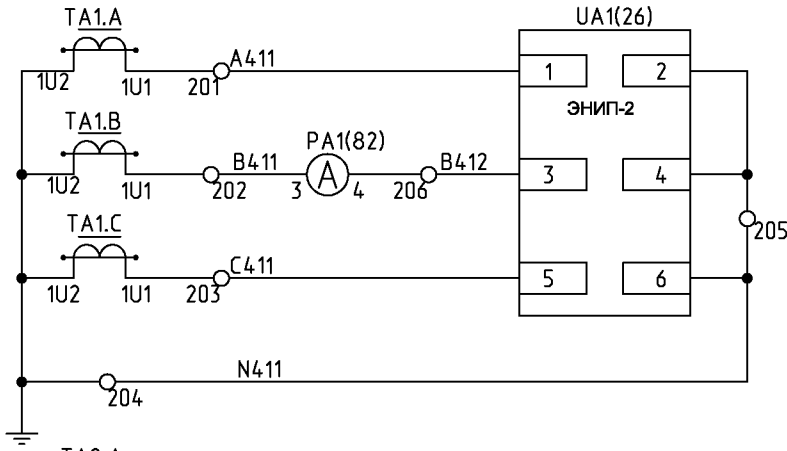 TA1.A
UA1(26)
1U2
1U1
201
A411
1
2
ЭНИП-2
TA1.B
1U2
1U1
202
B411
PA1(82)
3
A
4
206
B412
3
4
205
TA1.C
1U2
1U1
203
C411
5
6
N411
204